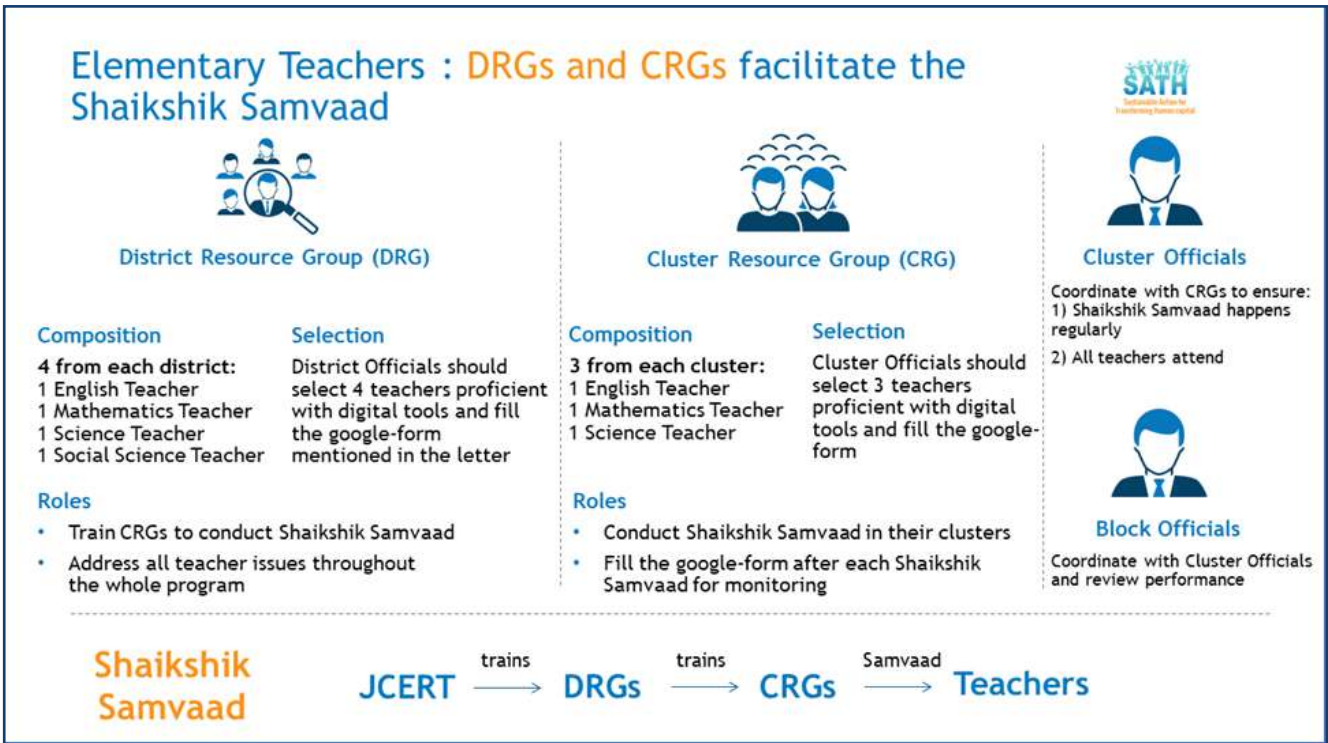 Elementary Teachers : DRGs and CRGs facilitate the
Shaikshik Samvaad
SATH
Sustainable Action for
Transforming human capital
District Resource Group (DRG)
Composition
4 from each district:
1 English Teacher
1 Mathematics Teacher
1 Science Teacher
1 Social Science Teacher
Selection
District Officials should
select 4 teachers proficient
with digital tools and fill
the google-form
mentioned in the letter
Roles
• Train CRGs to conduct Shaikshik Samvaad
• Address all teacher issues throughout
the whole program
Cluster Resource Group (CRG)
Composition
3 from each cluster:
1 English Teacher
1 Mathematics Teacher
1 Science Teacher
Selection
Cluster Officials should
select 3 teachers
proficient with digital
tools and fill the google-
form
Roles
• Conduct Shaikshik Samvaad in their clusters
• Fill the google-form after each Shaikshik
Samvaad for monitoring
Cluster Officials
Coordinate with CRGs to ensure:
1) Shaikshik Samvaad happens
regularly
2) All teachers attend
Block Officials
Coordinate with Cluster Officials
and review performance
Shaikshik
Samvaad
JCERT trains DRGs trains CRGs Samvaad Teachers